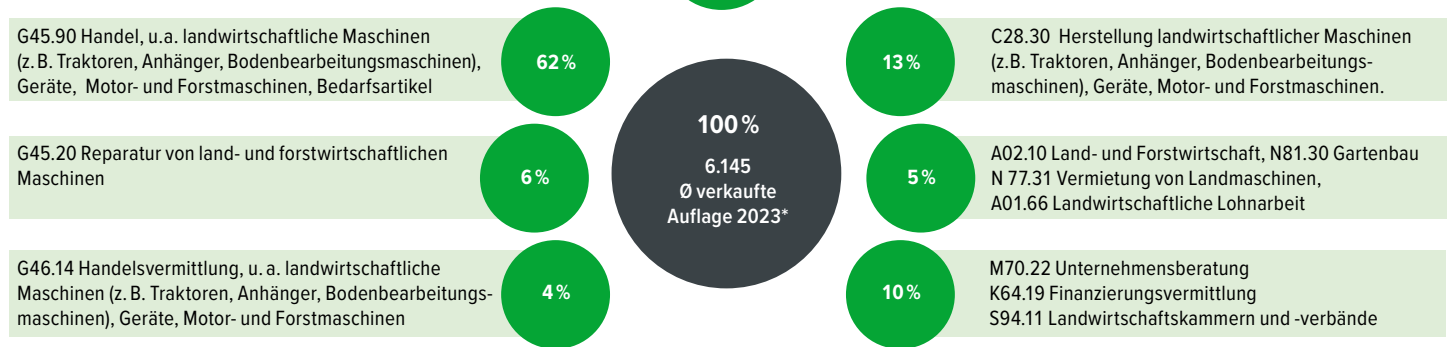 G45.90 Handel, u.a. landwirtschaftliche Maschinen
(z. B. Traktoren, Anhänger, Bodenbearbeitungsmaschinen),
Geräte, Motor- und Forstmaschinen, Bedarfsartikel
62 %
G45.20 Reparatur von land- und forstwirtschaftlichen
Maschinen
6 %
G46.14 Handelsvermittlung, u. a. landwirtschaftliche
Maschinen (z. B. Traktoren, Anhänger, Bodenbearbeitungs-
maschinen), Geräte, Motor- und Forstmaschinen
4 %
100 %
6.145
Ø verkaufte
Auflage 2023*
13 %
C28.30 Herstellung landwirtschaftlicher Maschinen
(z.B. Traktoren, Anhänger, Bodenbearbeitungs-
maschinen), Geräte, Motor- und Forstmaschinen.
5 %
A02.10 Land- und Forstwirtschaft, N81.30 Gartenbau
N 77.31 Vermietung von Landmaschinen,
A01.66 Landwirtschaftliche Lohnarbeit
10 %
M70.22 Unternehmensberatung
K64.19 Finanzierungsvermittlung
S94.11 Landwirtschaftskammern und -verbände